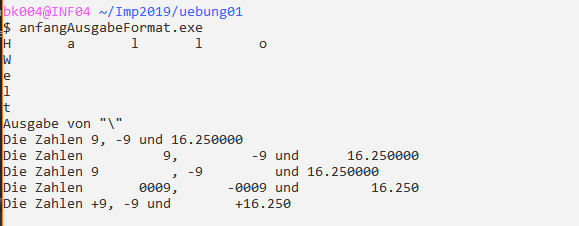 bk004@INF04 ~/Imp2019/uebung01
$ anfangAusgabeFormat.exe
H       a       l       l       o
W
e
l
t
Ausgabe von "\"
Die Zahlen 9, -9 und 16.250000
Die Zahlen          9,         -9 und      16.250000
Die Zahlen 9         , -9         und 16.250000
Die Zahlen       0009,      -0009 und         16.250
Die Zahlen +9, -9 und        +16.250